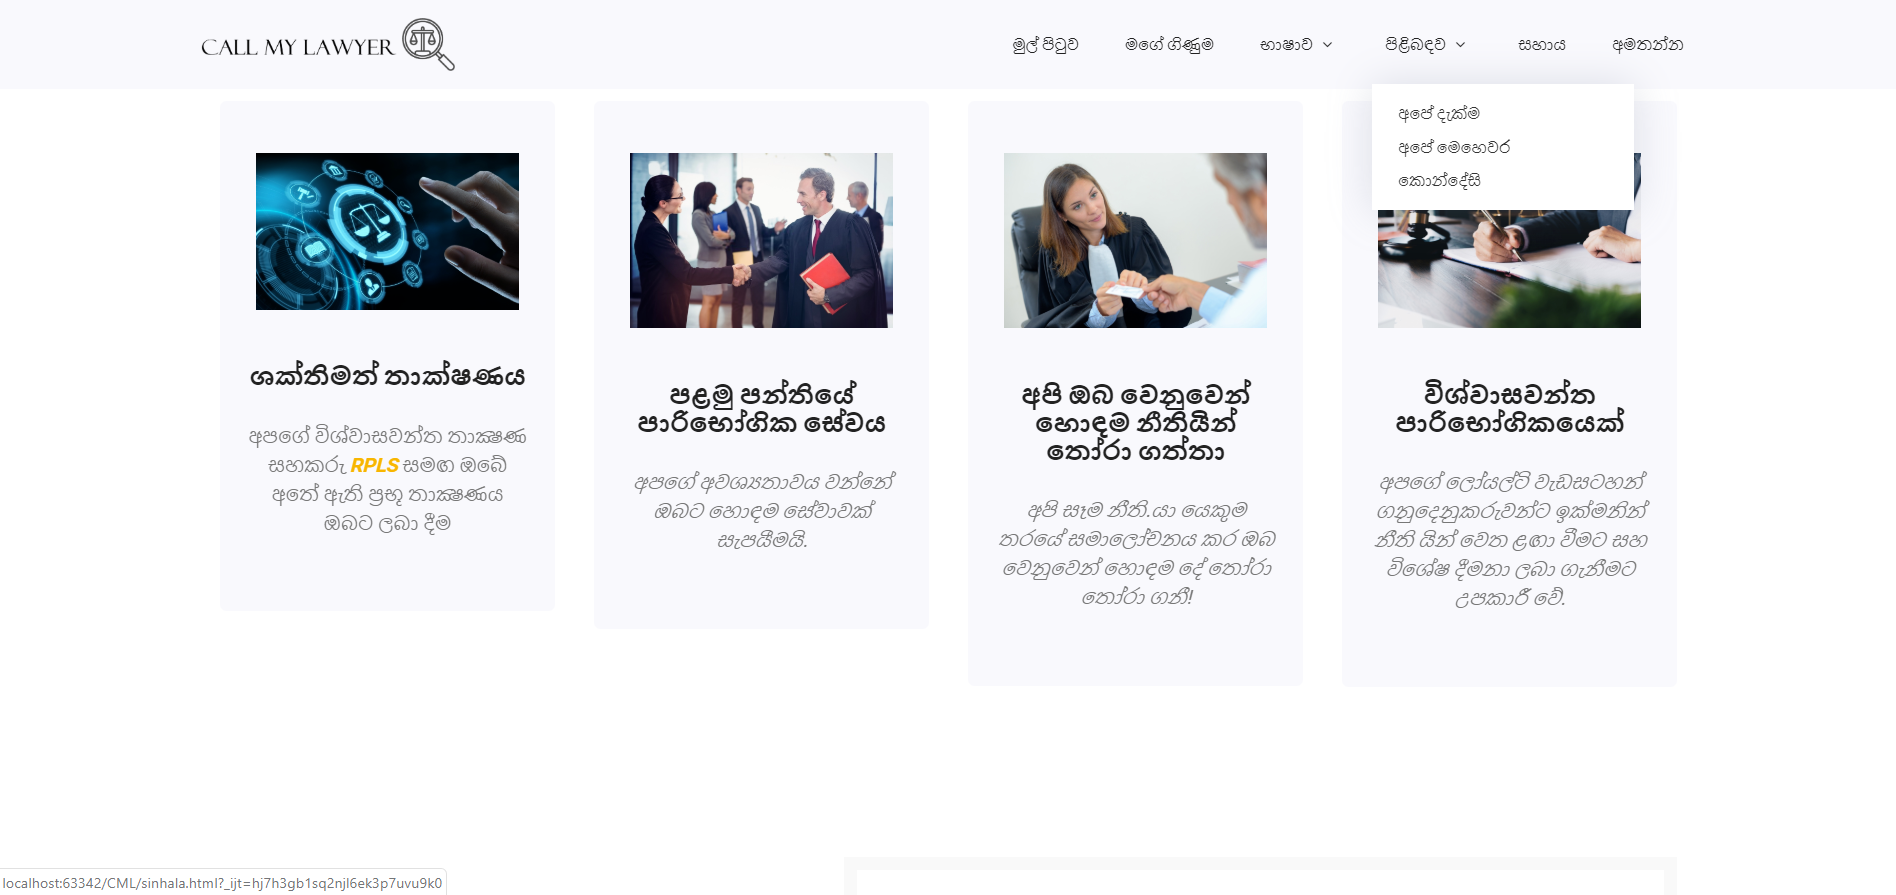 CALL MY LAWYER
මුල් පිටුව මගේ ගිණුම භාෂාව පිළිබඳව සහාය අමතන්න
අපේ දැක්ම
අපේ මෙහෙවර
කොන්දේසි
ශක්තිමත් තාක්ෂණය
අපගේ විශ්වාසවන්ත තාක්‍ෂණ
සහකරු RPLS සමඟ ඔබේ
අතේ ඇති ප්‍රභූ තාක්‍ෂණය
ඔබට ලබා දීම
පළමු පන්තියේ
පාරිභෝගික සේවය
අපගේ අවශ්‍යතාවය වන්නේ
ඔබට හොඳම සේවාවක්
සැපයීමයි.
අපි ඔබ වෙනුවෙන්
හොඳම නීතියින්
තෝරා ගත්තා
අපි සෑම නීති.යා යෙකුම
තරයේ සමාලෝචනය කර ඔබ
වෙනුවෙන් හොඳම දේ තෝරා
තෝරා ගනී!
විශ්වාසවන්ත
පාරිභෝගිකයෙක්
අපගේ ලෝයල්ටි වැඩසටහන්
ගනුදෙනුකරුවන්ට ඉක්මනින්
නීති යින් වෙත ළඟා වීමට සහ
විශේෂ දීමනා ලබා ගැනීමට
උපකාරී වේ.
localhost:63342/CML/sinhala.html?_ijt=hj7h3gb1sq2njl6ek3p7uvu9k0